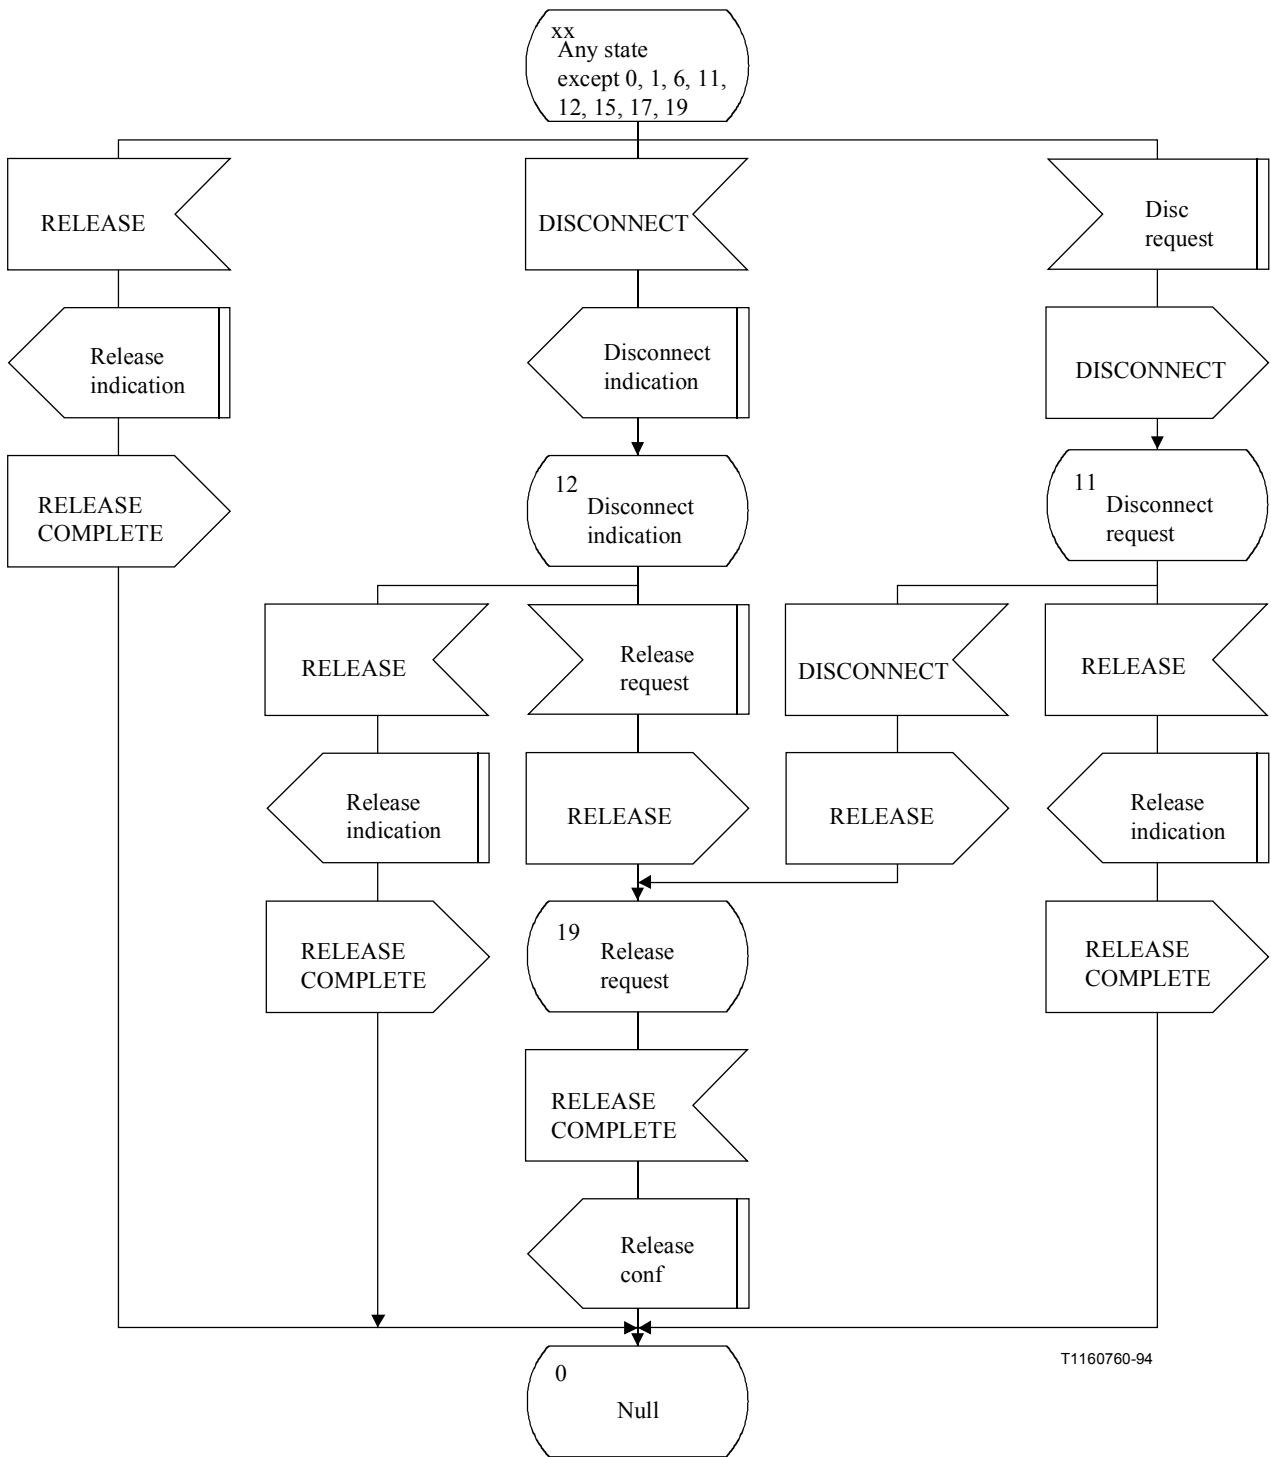 xx
Any state
except 0, 1, 6, 11,
12, 15, 17, 19
RELEASE
DISCONNECT
Disc
request
Release
indication
Disconnect
indication
DISCONNECT
RELEASE
COMPLETE
12
Disconnect
indication
11
Disconnect
request
RELEASE
Release
request
DISCONNECT
RELEASE
Release
indication
RELEASE
RELEASE
Release
indication
RELEASE
COMPLETE
19
Release
request
RELEASE
COMPLETE
RELEASE
COMPLETE
Release
conf
T1160760-94
0
Null